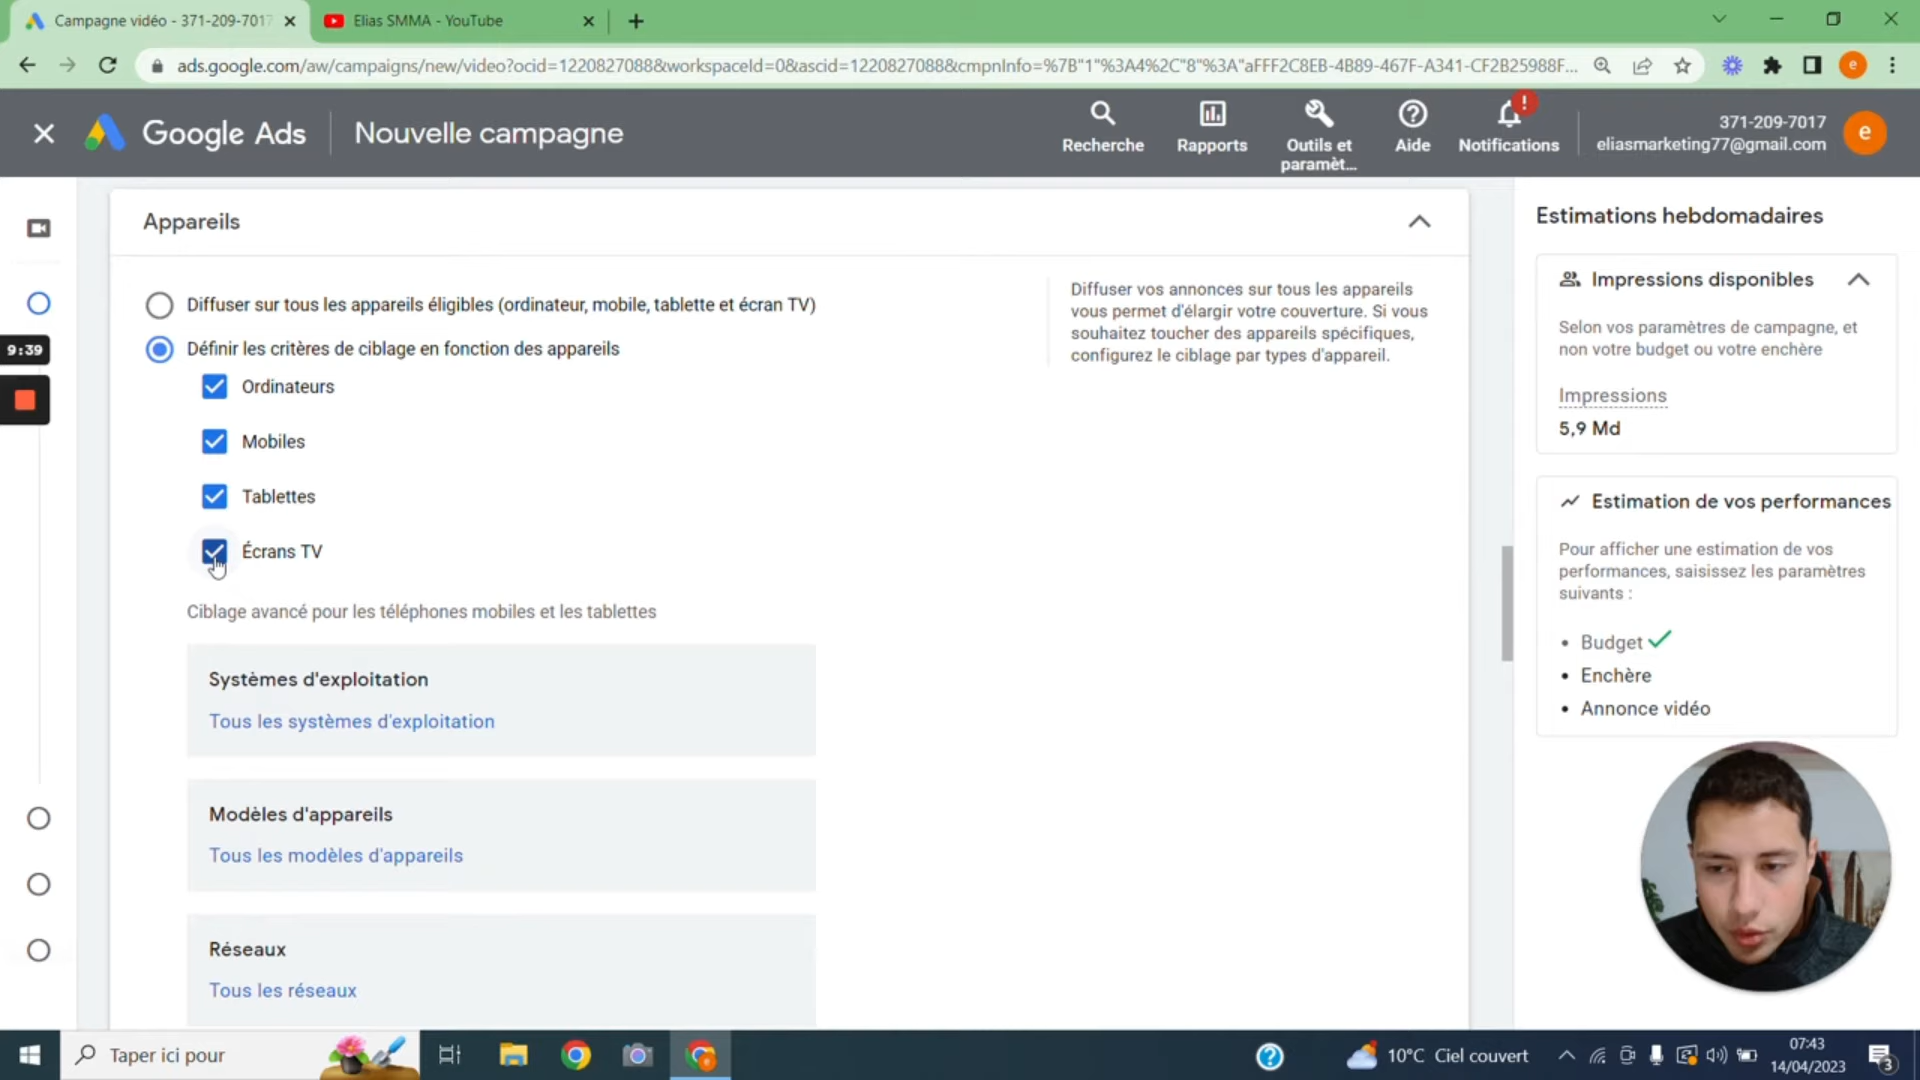 Campagne vidéo - 371-209-7017
Elias SMMA - YouTube
ads.google.com/aw/campaigns/new/video?ocid=1220827088&workspaceId=0&ascid=1220827088&cmpnInfo=%7B"1"%3A4%2C"8"%3A"aFFF2C8EB-4B89-467F-A341-CF2B25988F...
e
Google Ads
Nouvelle campagne
Recherche
Rapports
Outils et
paramèt...
Aide
!
Notifications
371-209-7017
eliasmarketing77@gmail.com
e
9:39
Appareils
Diffuser sur tous les appareils éligibles (ordinateur, mobile, tablette et écran TV)
Définir les critères de ciblage en fonction des appareils
Ordinateurs
Mobiles
Tablettes
Écrans TV
Diffuser vos annonces sur tous les appareils
vous permet d'élargir votre couverture. Si vous
souhaitez toucher des appareils spécifiques,
configurez le ciblage par types d'appareil.
Ciblage avancé pour les téléphones mobiles et les tablettes
Systèmes d'exploitation
Tous les systèmes d'exploitation
Modèles d'appareils
Tous les modèles d'appareils
Réseaux
Tous les réseaux
Estimations hebdomadaires
Impressions disponibles
Selon vos paramètres de campagne, et
non votre budget ou votre enchère
Impressions
5,9 Md
Estimation de vos performances
Pour afficher une estimation de vos
performances, saisissez les paramètres
suivants :
• Budget
• Enchère
• Annonce vidéo
Taper ici pour
10°C Ciel couvert
07:43
14/04/2023
3